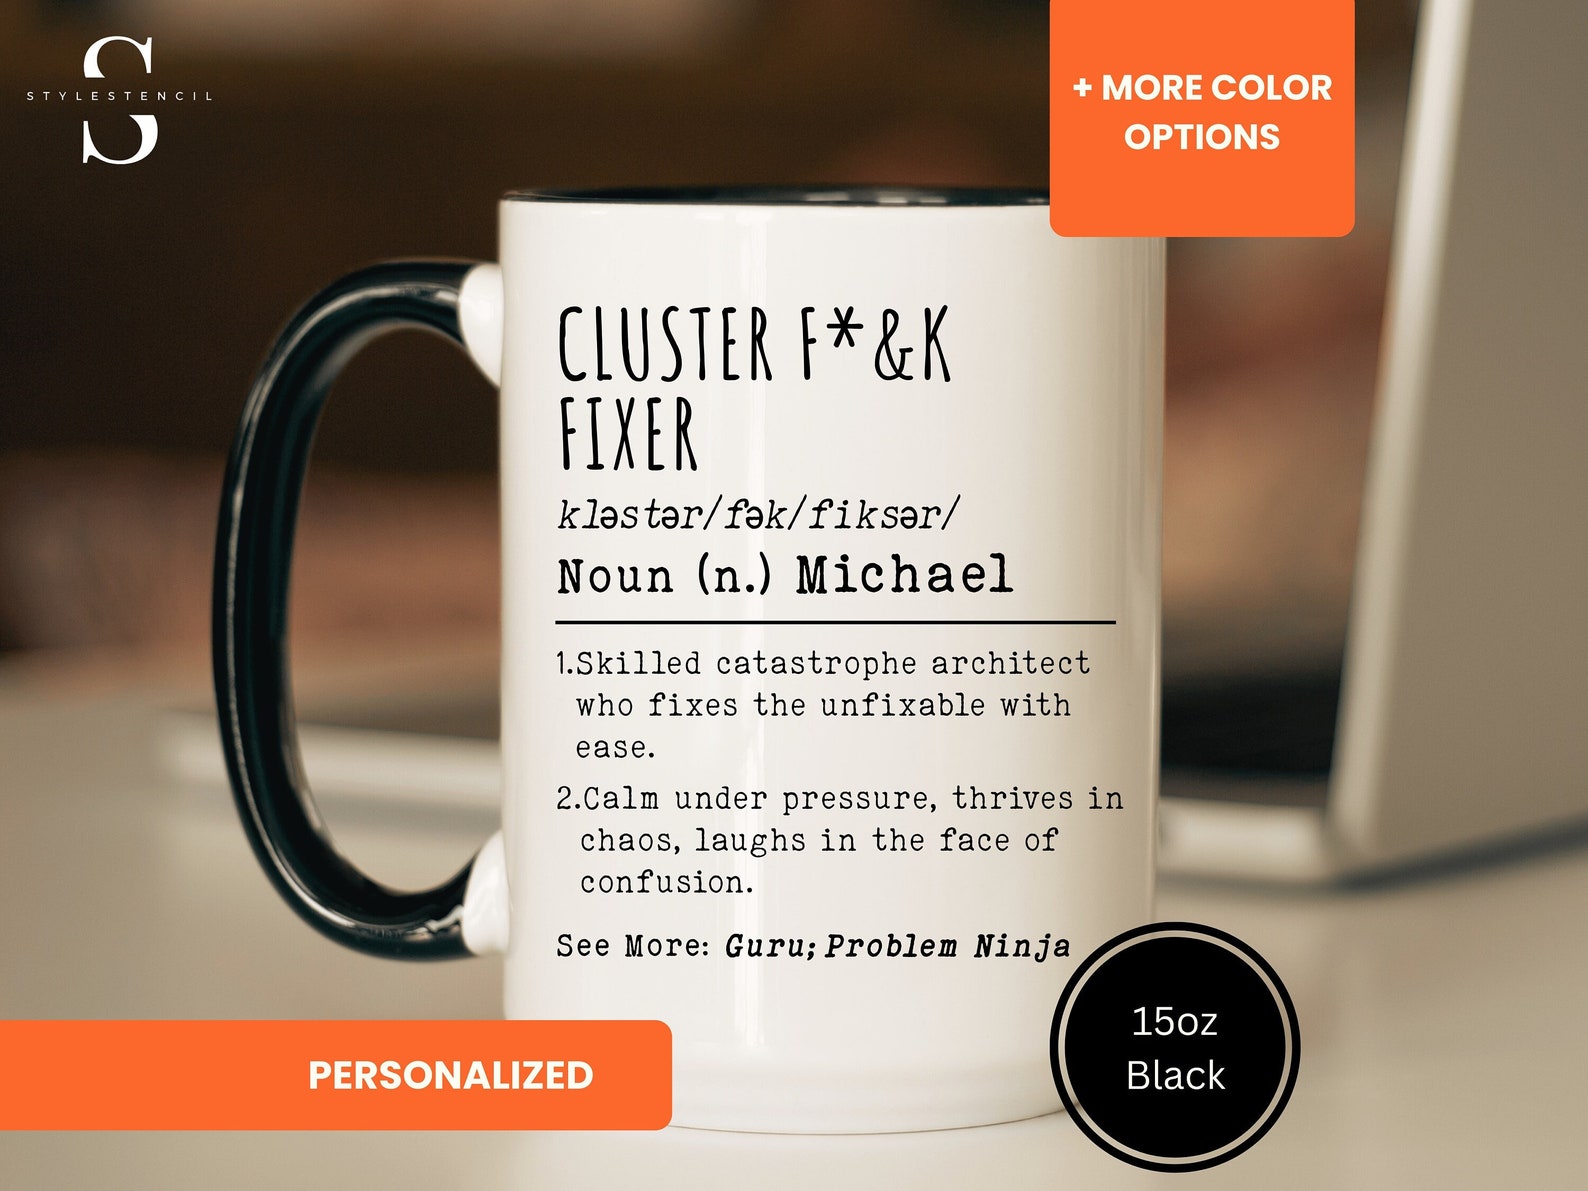 STYLESTENCIL
S
+ MORE COLOR
OPTIONS
CLUSTER F*&K
FIXER
kləstər/fək/fiksər/
Noun (n.) Michael
1.Skilled catastrophe architect
who fixes the unfixable with
ease.
2.Calm under pressure, thrives in
chaos, laughs in the face of
confusion.
See More: Guru; Problem Ninja
PERSONALIZED
15oz
Black